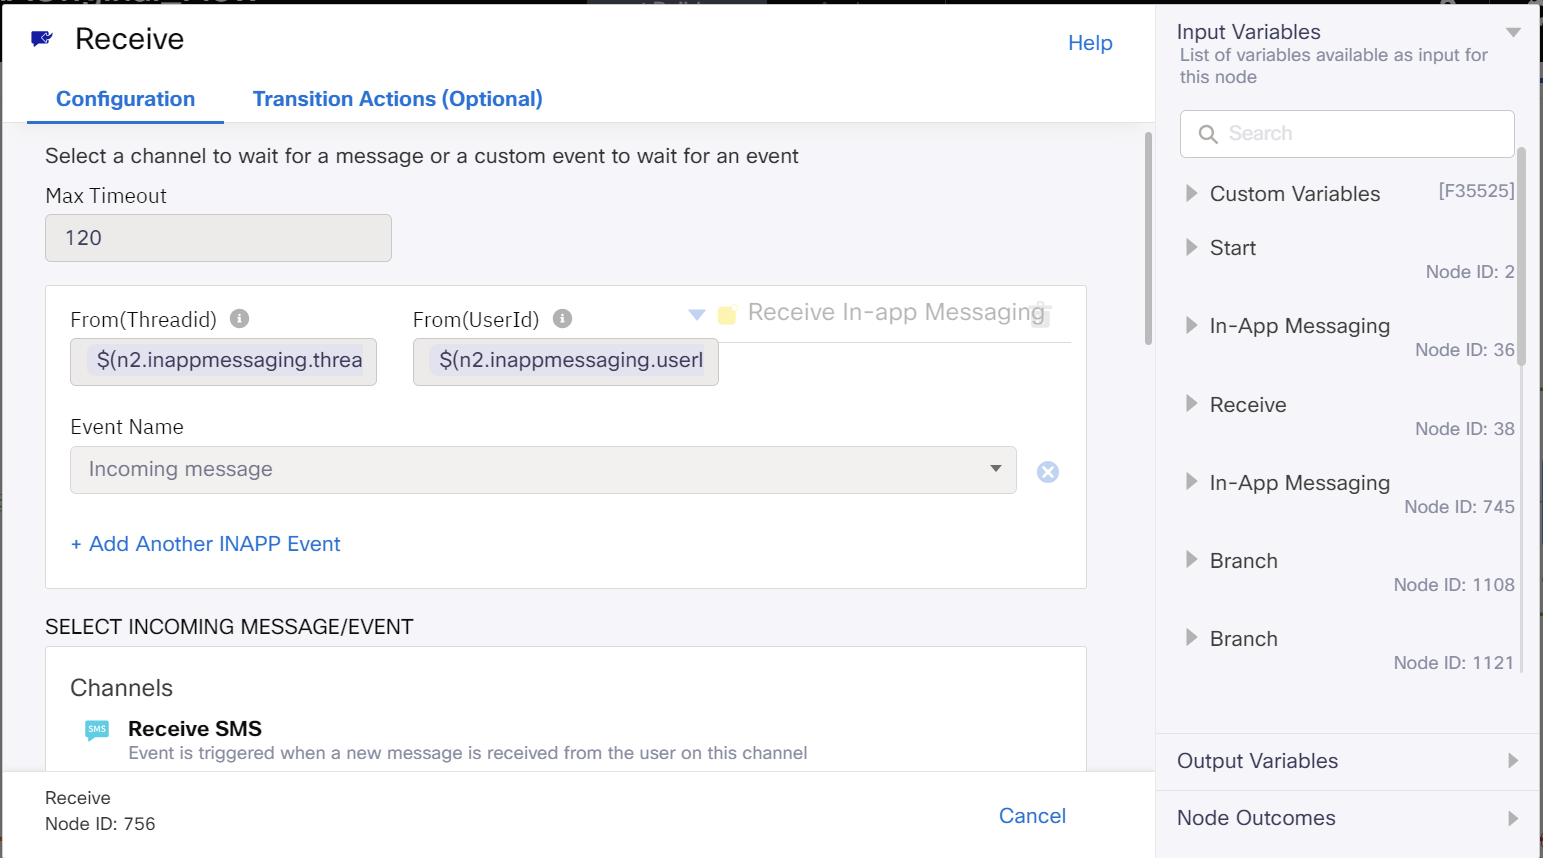 Receive
Help
Configuration
Transition Actions (Optional)
Select a channel to wait for a message or a custom event to wait for an event
Max Timeout
120
From(Threadid)
From(UserId)
Receive In-app Messaging
$(n2.inappmessaging.threa
$(n2.inappmessaging.userI
Event Name
Incoming message
+ Add Another INAPP Event
SELECT INCOMING MESSAGE/EVENT
Channels
SMS
Receive SMS
Event is triggered when a new message is received from the user on this channel
Receive
Node ID: 756
Cancel
Input Variables
List of variables available as input for
this node
Search
Custom Variables
[F35525]
Start
Node ID: 2
In-App Messaging
Node ID: 36
Receive
Node ID: 38
In-App Messaging
Node ID: 745
Branch
Node ID: 1108
Branch
Node ID: 1121
Output Variables
Node Outcomes